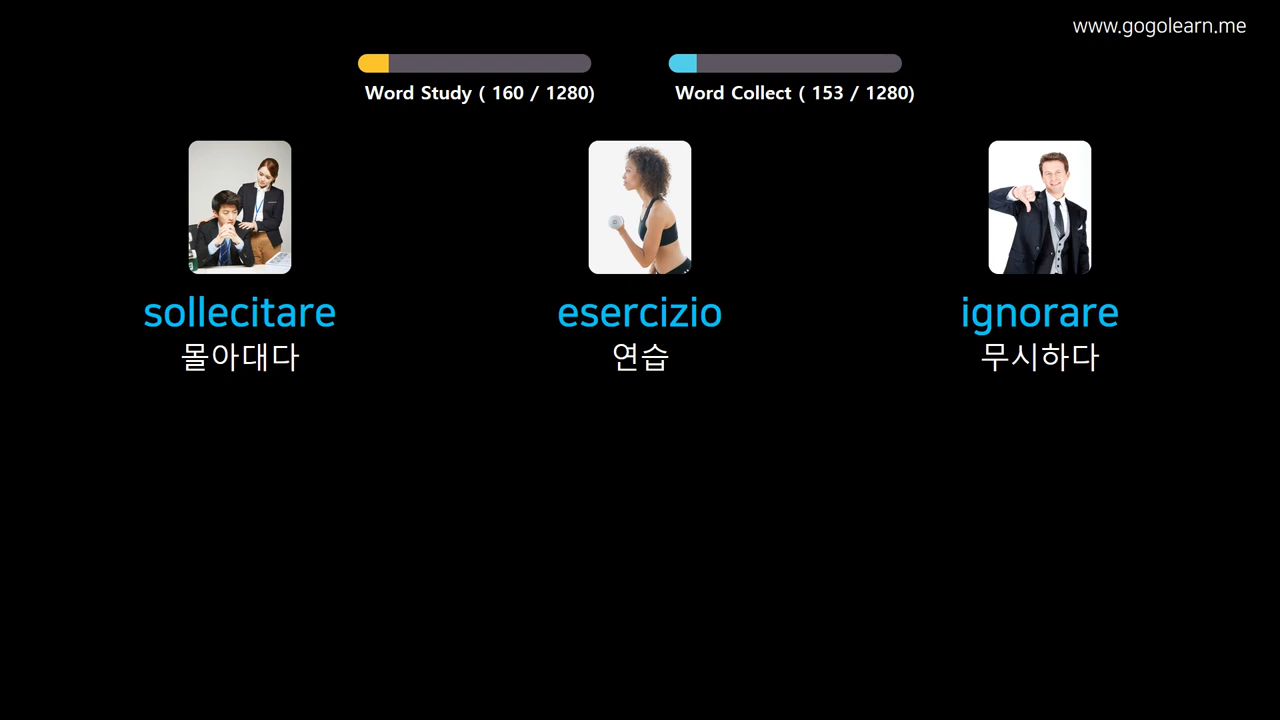 www.gogolearn.me
Word Study ( 160 / 1280)
Word Collect ( 153 / 1280)
sollecitare
몰아대다
esercizio
연습
ignorare
무시하다